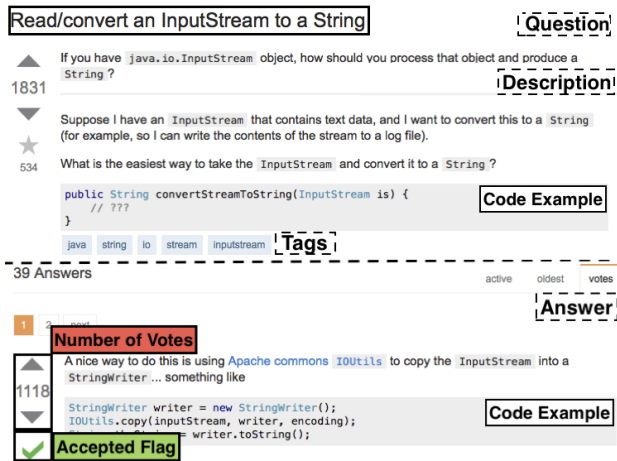 Read/convert an InputStream to a String
Question
If you have java.io.InputStream object, how should you process that object and produce a
String ?
1831
Description
Suppose I have an InputStream that contains text data, and I want to convert this to a String
(for example, so I can write the contents of the stream to a log file).
534
What is the easiest way to take the InputStream and convert it to a String ?
public String convertStreamToString(InputStream is) {
// ???
}
Code Example
java string io stream inputstream
Tags
39 Answers
active oldest votes
Answer
1 2 next
Number of Votes
A nice way to do this is using Apache commons IOUtils to copy the InputStream into a
StringWriter ... something like
1118
StringWriter writer = new StringWriter();
IOUtils.copy(inputStream, writer, encoding);
= writer.toString();
Code Example
Accepted Flag